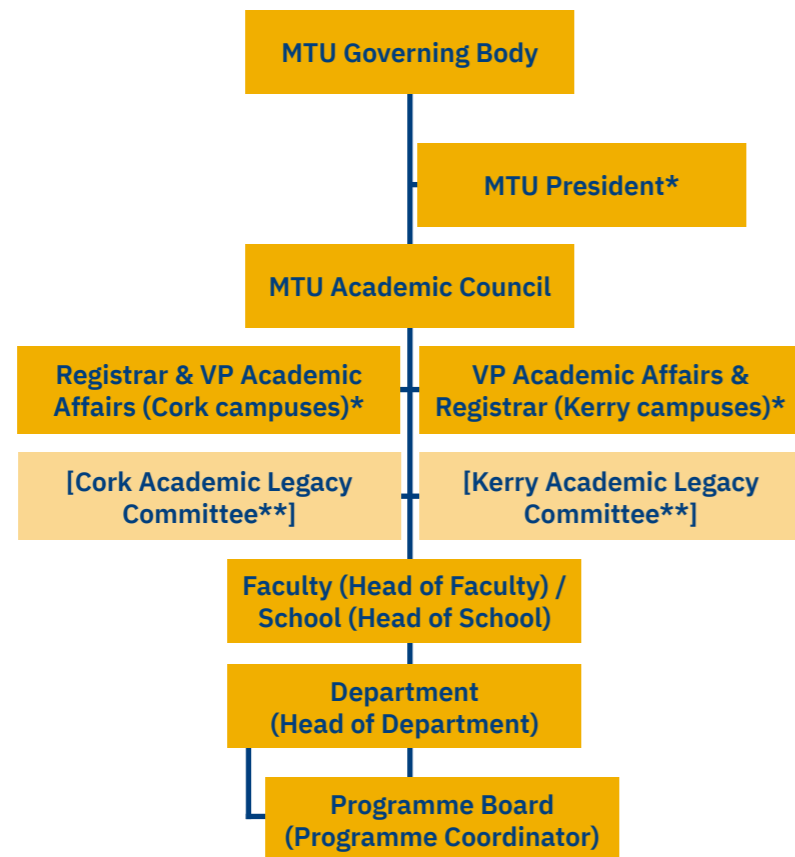 MTU Governing Body
MTU President*
MTU Academic Council
Registrar & VP Academic
Affairs (Cork campuses)*
VP Academic Affairs &
Registrar (Kerry campuses)*
[Cork Academic Legacy
Committee**]
[Kerry Academic Legacy
Committee**]
Faculty (Head of Faculty) /
School (Head of School)
Department
(Head of Department)
Programme Board
(Programme Coordinator)